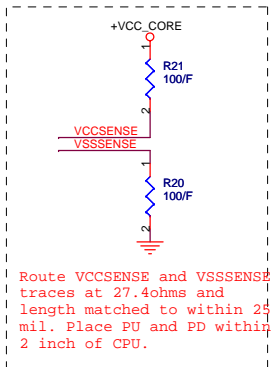 +VCC_CORE
1
R21
100/F
2
VCCSENSE
VSSSENSE
1
R20
100/F
2
Route VCCSENSE and VSSSENSE
traces at 27.4ohms and
length matched to within 25
mil. Place PU and PD within
2 inch of CPU.